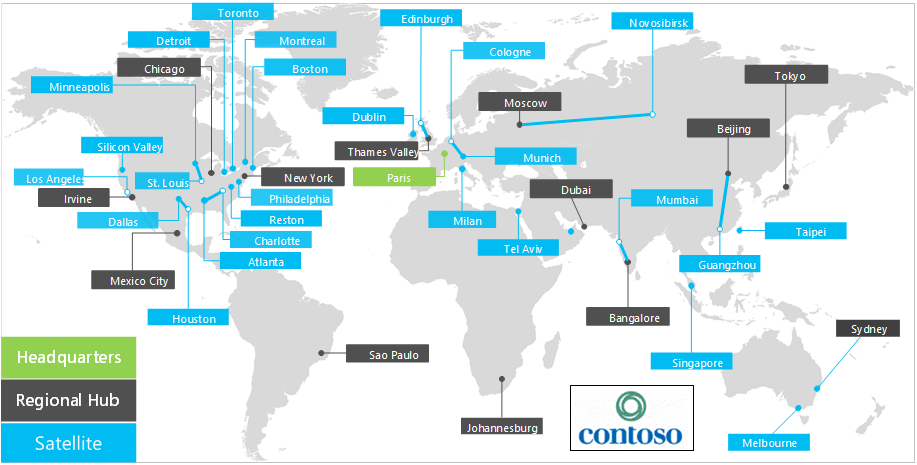 Toronto
Edinburgh
Novosibirsk
Detroit
Montreal
Cologne
Chicago
Boston
Tokyo
Minneapolis
Moscow
Dublin
Beijing
Silicon Valley
Thames Valley
Munich
Los Angeles
St. Louis
New York
Paris
Irvine
Philadelphia
Dubai
Mumbai
Dallas
Reston
Milan
Taipei
Charlotte
Tel Aviv
Atlanta
Guangzhou
Mexico City
Houston
Bangalore
Sydney
Headquarters
Sao Paulo
Singapore
Regional Hub
Johannesburg
contoso
Satellite
Melbourne